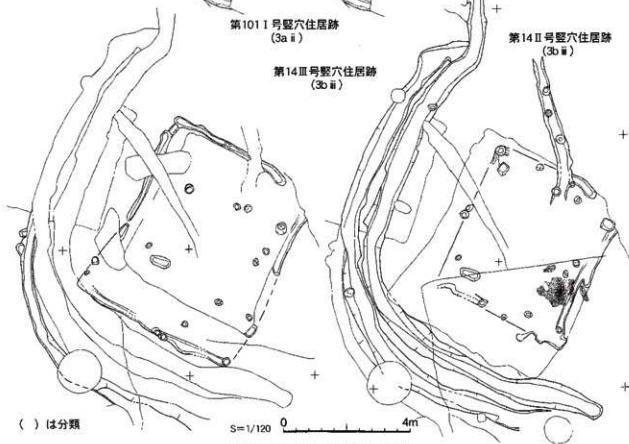 第101Ⅰ号竪穴住居跡
(3aⅱ)
第14Ⅲ号竪穴住居跡
(3bⅲ)
第14Ⅱ号竪穴住居跡
(3bⅲ)
( )は分類
S=1/120 0 4m